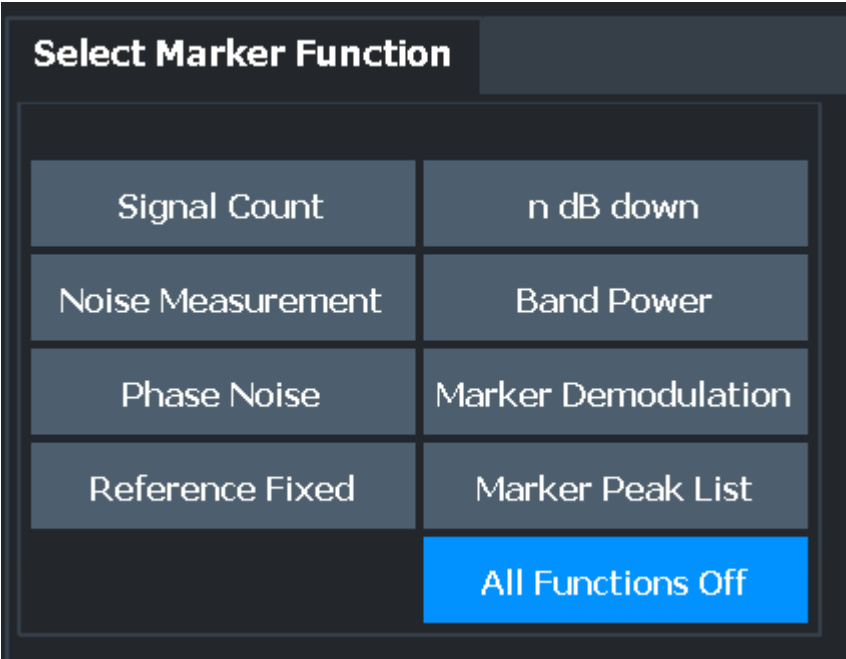 Select Marker Functio
Signal Count
n dB down
Noise Measurement
Band Power
Phase Noise
Marker Demodulation
Reference Fixed
Marker Peak List
All Functions Off